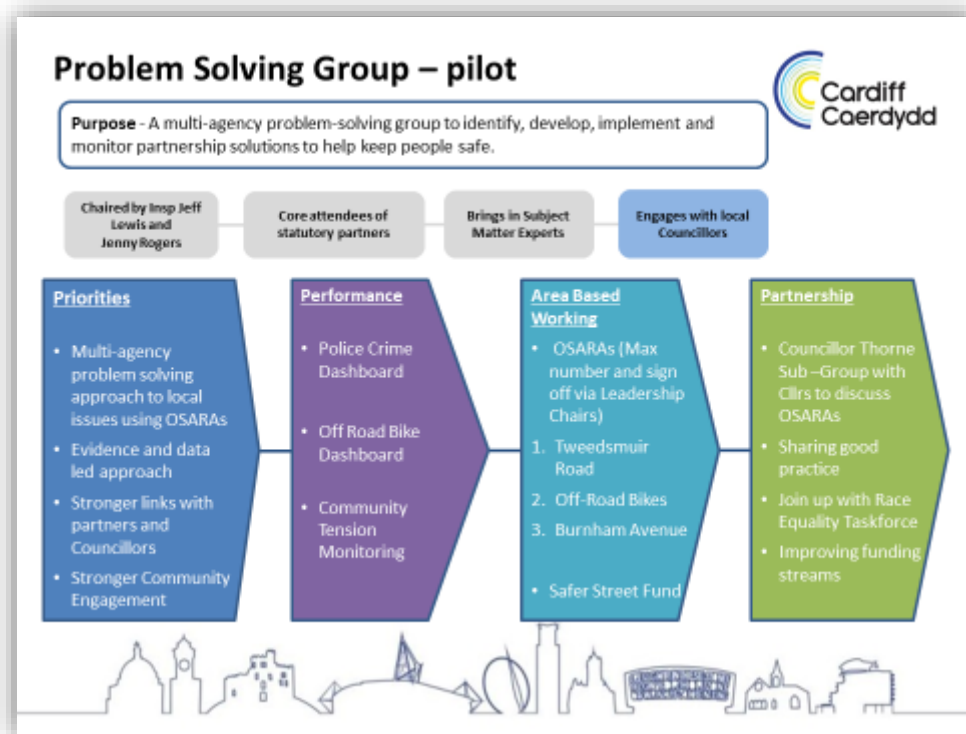 Problem Solving Group – pilot
Cardiff
Caerdydd
Purpose - A multi-agency problem-solving group to identify, develop, implement and
monitor partnership solutions to help keep people safe.
Chaired by Insp Jeff
Lewis and
Jenny Rogers
Core attendees of
statutory partners
Brings in Subject
Matter Experts
Engages with local
Councillors
Priorities
• Multi-agency
problem solving
approach to local
issues using OSARAs
• Evidence and data
led approach
• Stronger links with
partners and
Councillors
• Stronger Community
Engagement
Performance
• Police Crime
Dashboard
• Off Road Bike
Dashboard
• Community
Tension
Monitoring
Area Based
Working
• OSARAs (Max
number and sign
off via Leadership
Chairs)
1. Tweedsmuir
Road
2. Off-Road Bikes
3. Burnham Avenue
• Safer Street Fund
Partnership
• Councillor Thorne
Sub –Group with
Cllrs to discuss
OSARAs
• Sharing good
practice
• Join up with Race
Equality Taskforce
• Improving funding
streams